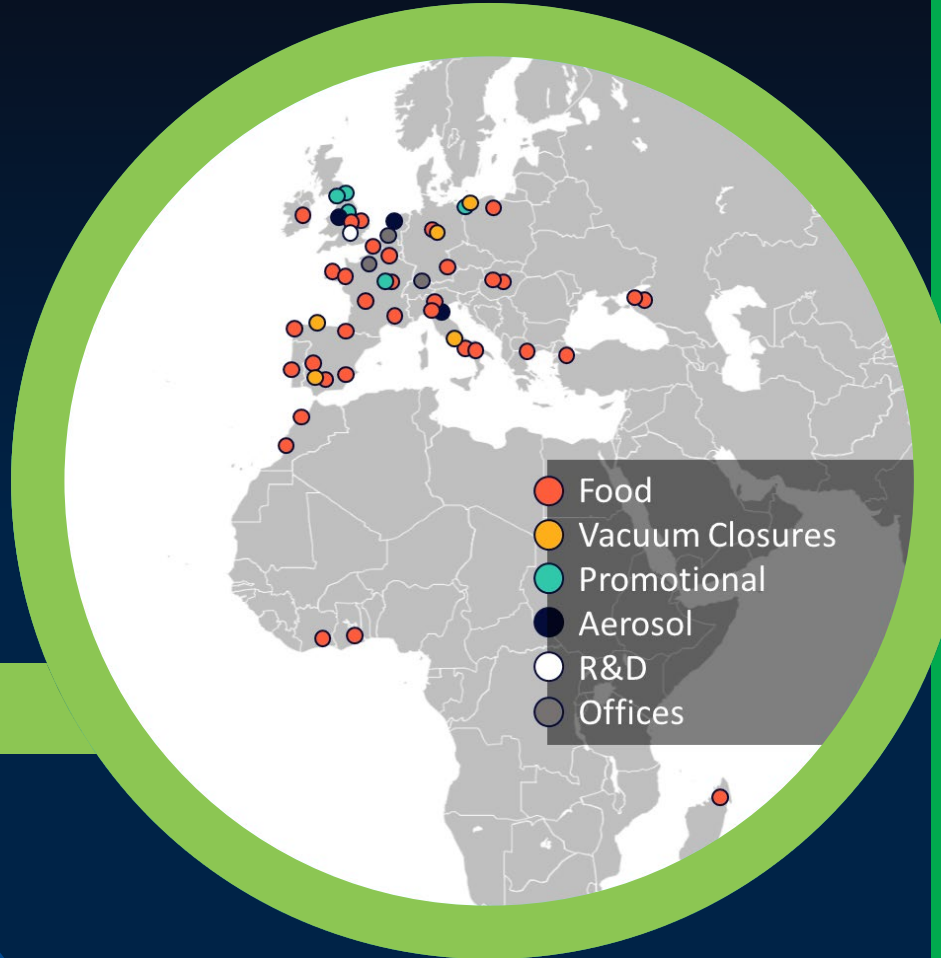 Food
Vacuum Closures
Promotional
Aerosol
R&D
Offices